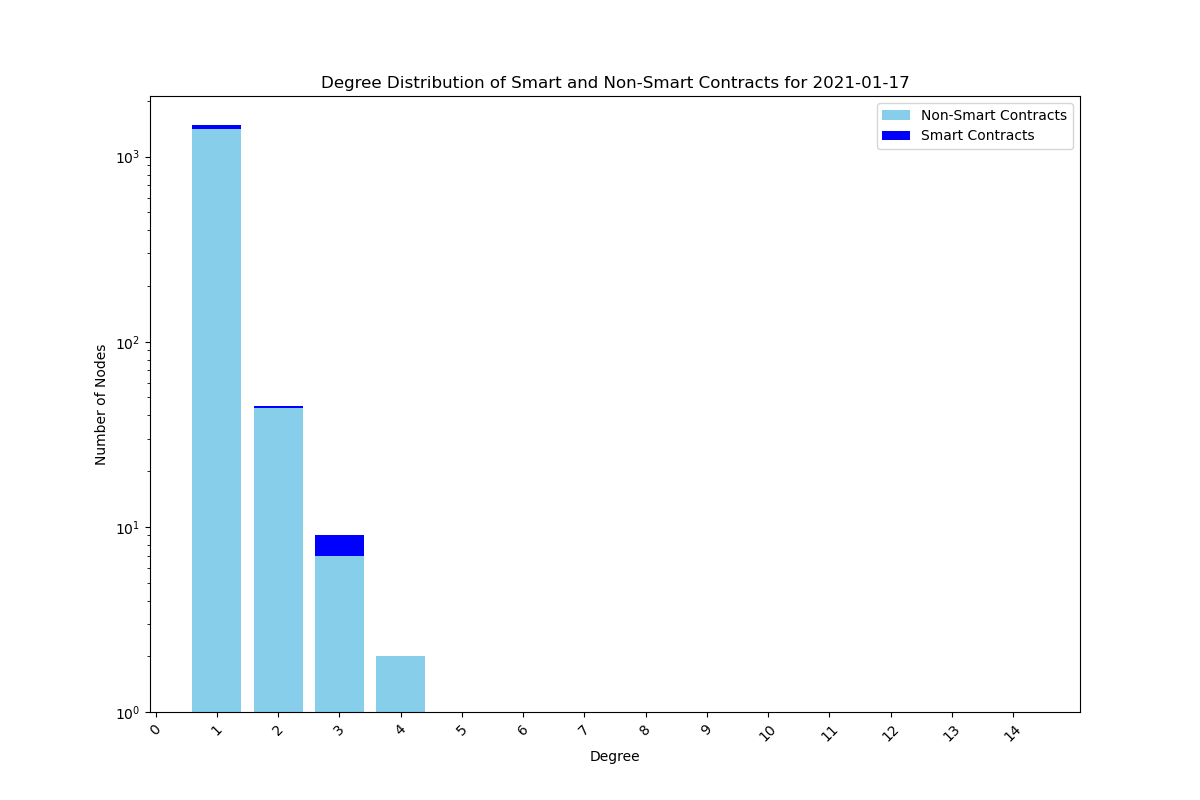 Degree Distribution of Smart and Non-Smart Contracts for 2021-01-17
Non-Smart Contracts
Smart Contracts
Number of Nodes
10³
10²
10¹
10⁰
0 1 2 3 4 5 6 7 8 9 10 11 12 13 14
Degree